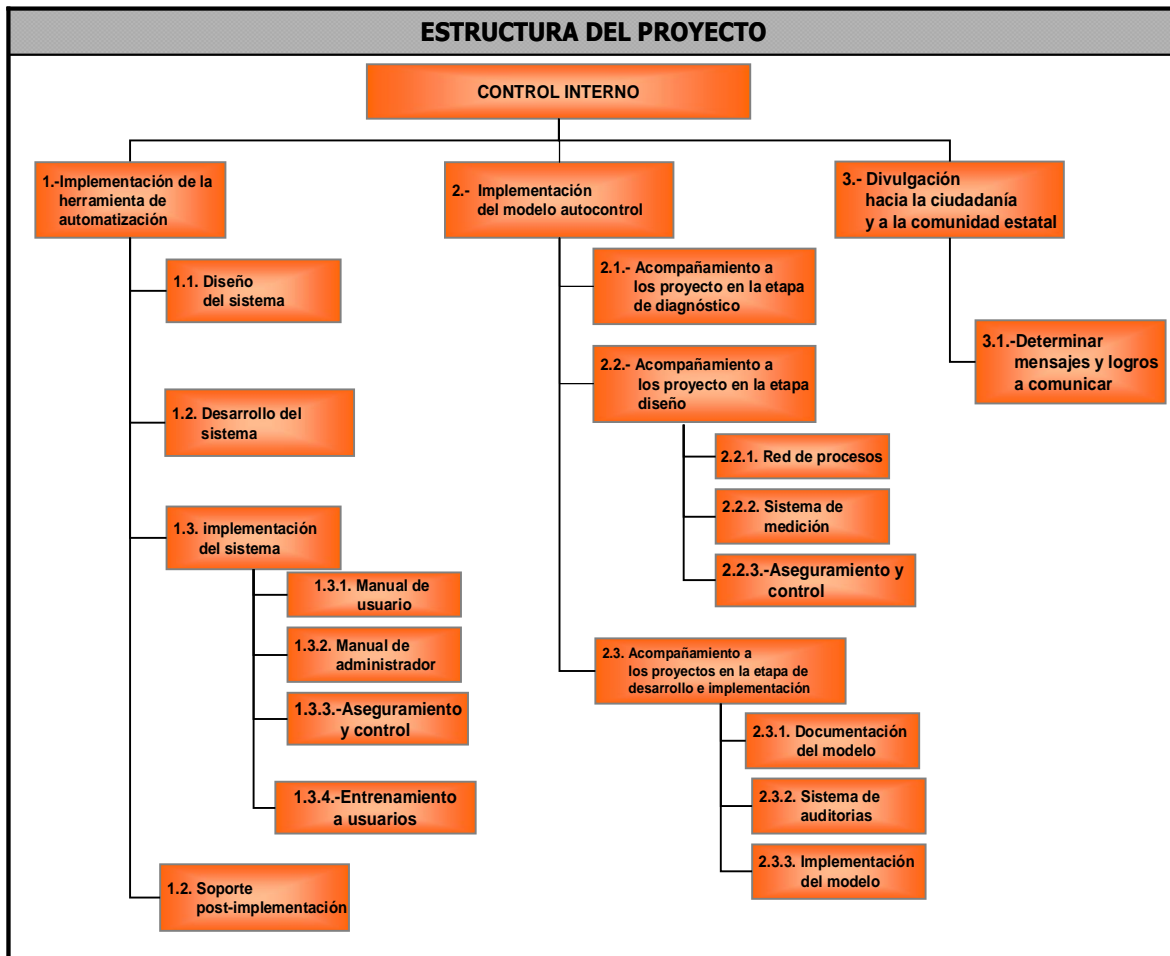 ESTRUCTURA DEL PROYECTO
CONTROL INTERNO
1.-Implementación de la
herramienta de
automatización
1.1. Diseño
del sistema
1.2. Desarrollo del
sistema
1.3. implementación
del sistema
1.3.1. Manual de
usuario
1.3.2. Manual de
administrador
1.3.3.-Aseguramiento
y control
1.3.4.-Entrenamiento
a usuarios
1.2. Soporte
post-implementación
2.- Implementación
del modelo autocontrol
2.1.- Acompañamiento a
los proyecto en la etapa
de diagnóstico
2.2.- Acompañamiento a
los proyecto en la etapa
diseño
2.2.1. Red de procesos
2.2.2. Sistema de
medición
2.2.3.-Aseguramiento y
control
2.3. Acompañamiento a
los proyectos en la etapa de
desarrollo e implementación
2.3.1. Documentación
del modelo
2.3.2. Sistema de
auditorias
2.3.3. Implementación
del modelo
3.- Divulgación
hacia la ciudadanía
y a la comunidad estatal
3.1.-Determinar
mensajes y logros
a comunicar